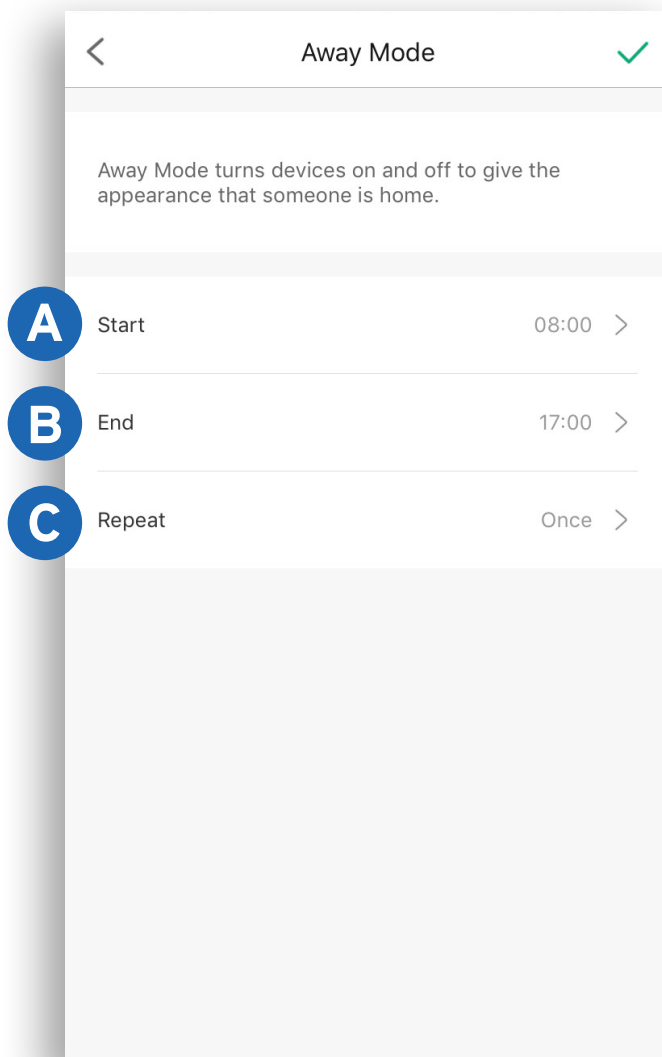 Away Mode
Away Mode turns devices on and off to give the
appearance that someone is home.
A Start 08:00
B End 17:00
C Repeat Once